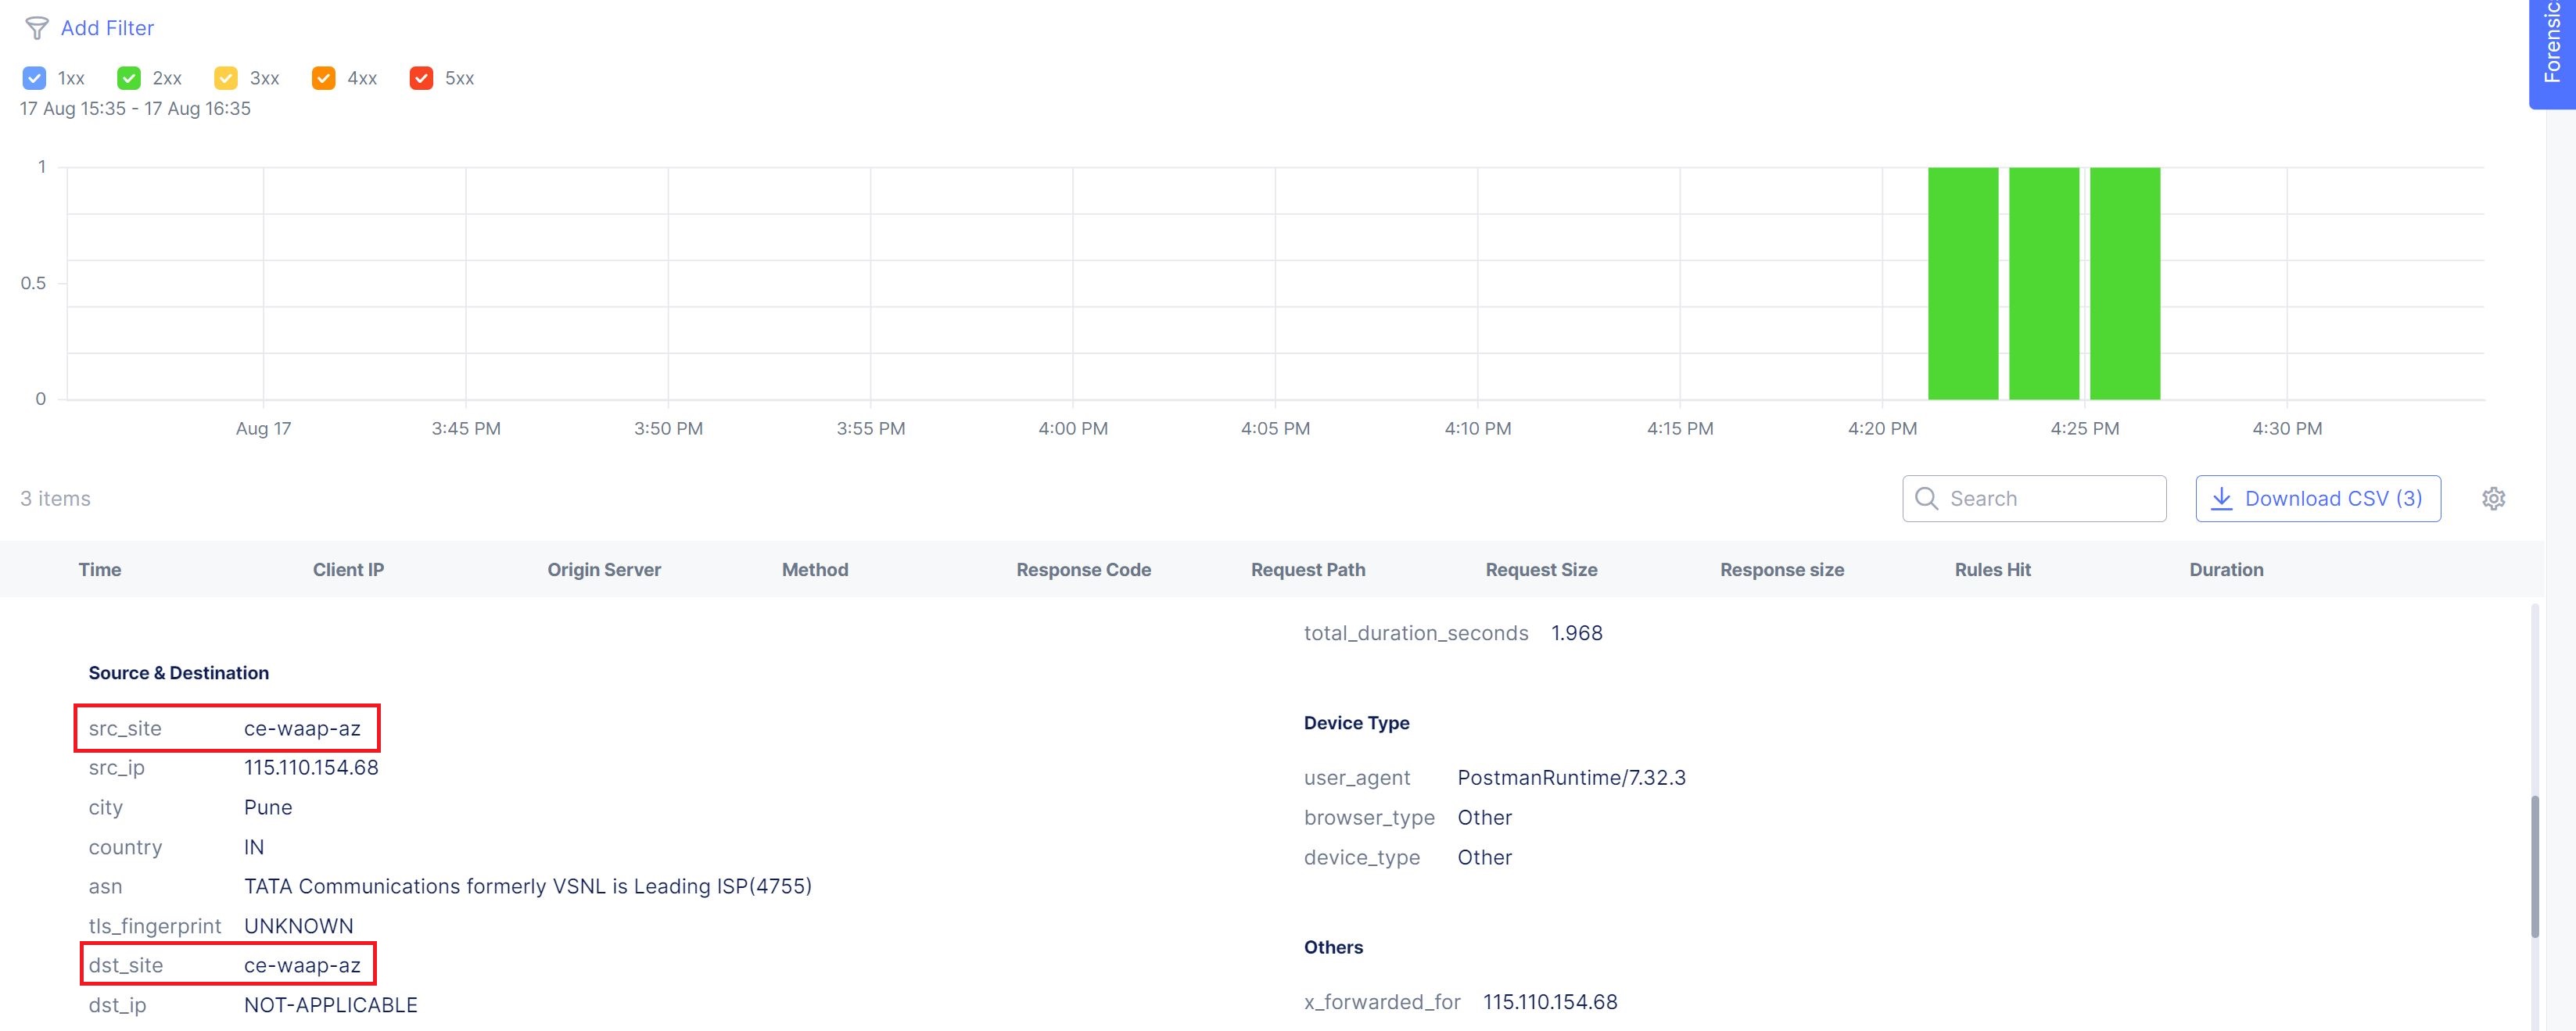 Add Filter
Forensics
1xx 2xx 3xx 4xx 5xx
17 Aug 15:35 - 17 Aug 16:35
1
0.5
0
Aug 17 3:45 PM 3:50 PM 3:55 PM 4:00 PM 4:05 PM 4:10 PM 4:15 PM 4:20 PM 4:25 PM 4:30 PM
3 items
Search
Download CSV (3)
Time Client IP Origin Server Method Response Code Request Path Request Size Response size Rules Hit Duration
Source & Destination
src_site ce-waap-az
src_ip 115.110.154.68
city Pune
country IN
asn TATA Communications formerly VSNL is Leading ISP(4755)
tls_fingerprint UNKNOWN
dst_site ce-waap-az
dst_ip NOT-APPLICABLE
total_duration_seconds 1.968
Device Type
user_agent PostmanRuntime/7.32.3
browser_type Other
device_type Other
Others
x_forwarded_for 115.110.154.68